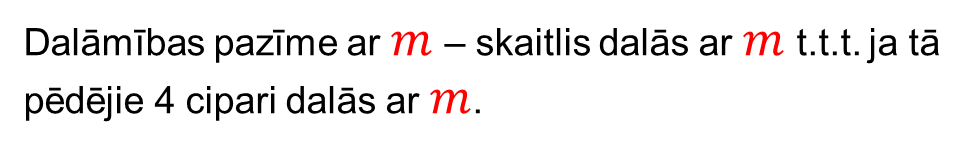 Dalāmības pazīme ar m – skaitlis dalās ar m t.t.t. ja tā
pēdējie 4 cipari dalās ar m.